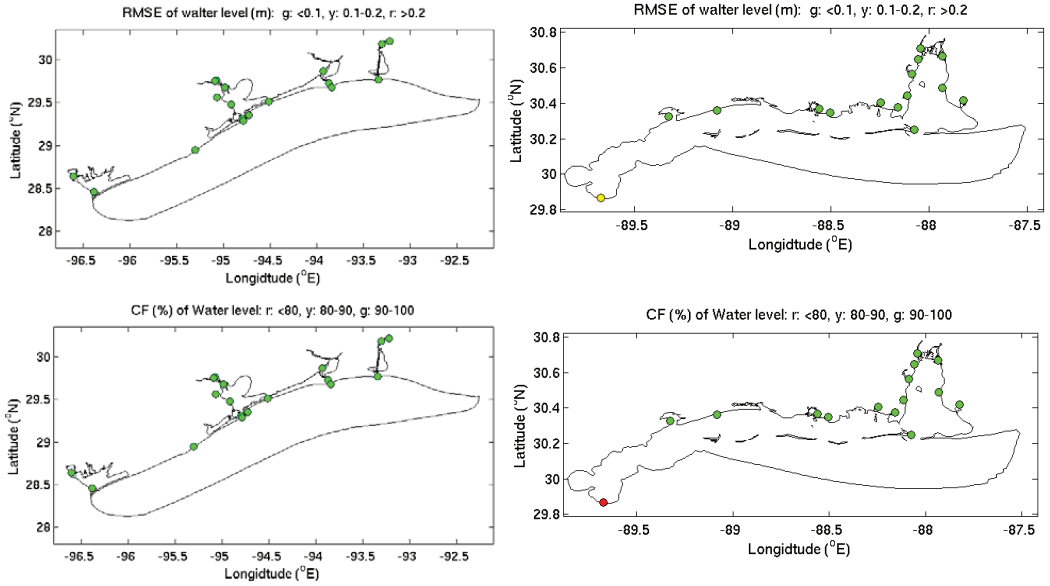 RMSE of walter level (m): g: <0.1, y: 0.1-0.2, r: >0.2
30
29.5
29
28.5
28
Latitude (°N)
-96.5 -96 -95.5 -95 -94.5 -94 -93.5 -93 -92.5
Longidtude (°E)
RMSE of walter level (m): g: <0.1, y: 0.1-0.2, r: >0.2
30.8
30.6
30.4
30.2
30
29.8
Latitude (°N)
-89.5 -89 -88.5 -88 -87.5
Longidtude (°E)
CF (%) of Water level: r: <80, y: 80-90, g: 90-100
30
29.5
29
28.5
28
Latitude (°N)
-96.5 -96 -95.5 -95 -94.5 -94 -93.5 -93 -92.5
Longidtude (°E)
CF (%) of Water level: r: <80, y: 80-90, g: 90-100
30.8
30.6
30.4
30.2
30
29.8
Latitude (°N)
-89.5 -89 -88.5 -88 -87.5
Longidtude (°E)